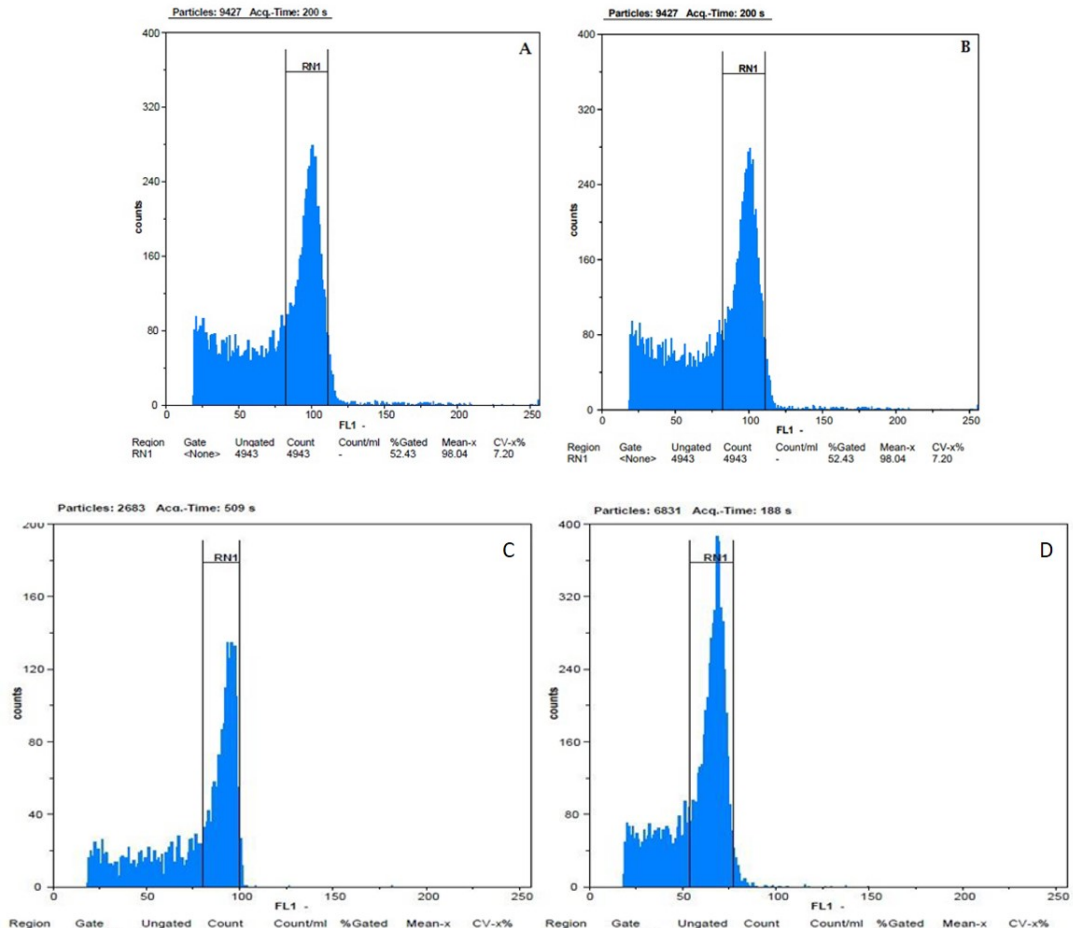 Particles: 9427 Acq.-Time: 200 s
A
RN1
400
320
240
160
80
0
counts
0 50 100 150 200 250
FL1 -
Region Gate Ungated Count Count/ml %Gated Mean-x CV-x%
RN1 <None> 4943 4943 - 52.43 98.04 7.20
Particles: 9427 Acq.-Time: 200 s
B
RN1
400
320
240
160
80
0
counts
0 50 100 150 200 250
FL1 -
Region Gate Ungated Count Count/ml %Gated Mean-x CV-x%
RN1 <None> 4943 4943 - 52.43 98.04 7.20
Particles: 2683 Acq.-Time: 509 s
C
RN1
200
160
120
80
40
0
counts
0 50 100 150 200 250
FL1 -
Region Gate Ungated Count Count/ml %Gated Mean-x CV-x%
Particles: 6831 Acq.-Time: 188 s
D
RN1
400
320
240
160
80
0
counts
0 50 100 150 200 250
FL1 -
Region Gate Ungated Count Count/ml %Gated Mean-x CV-x%